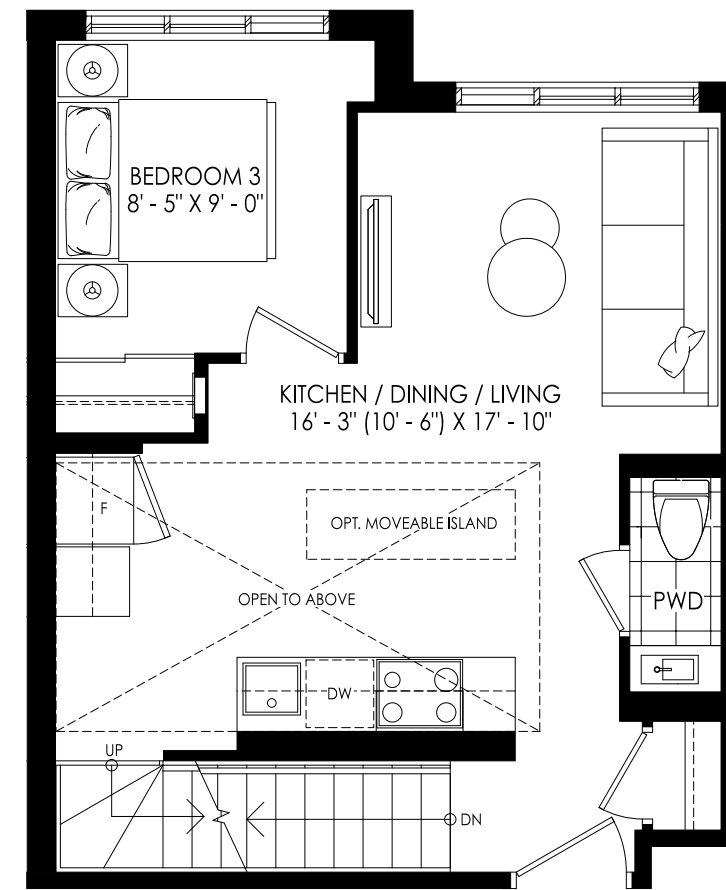 BEDROOM 3
8' - 5" X 9' - 0"
KITCHEN / DINING / LIVING
16' - 3" (10' - 6") X 17' - 10"
F
OPT. MOVEABLE ISLAND
OPEN TO ABOVE
PWD
DW
UP
DN